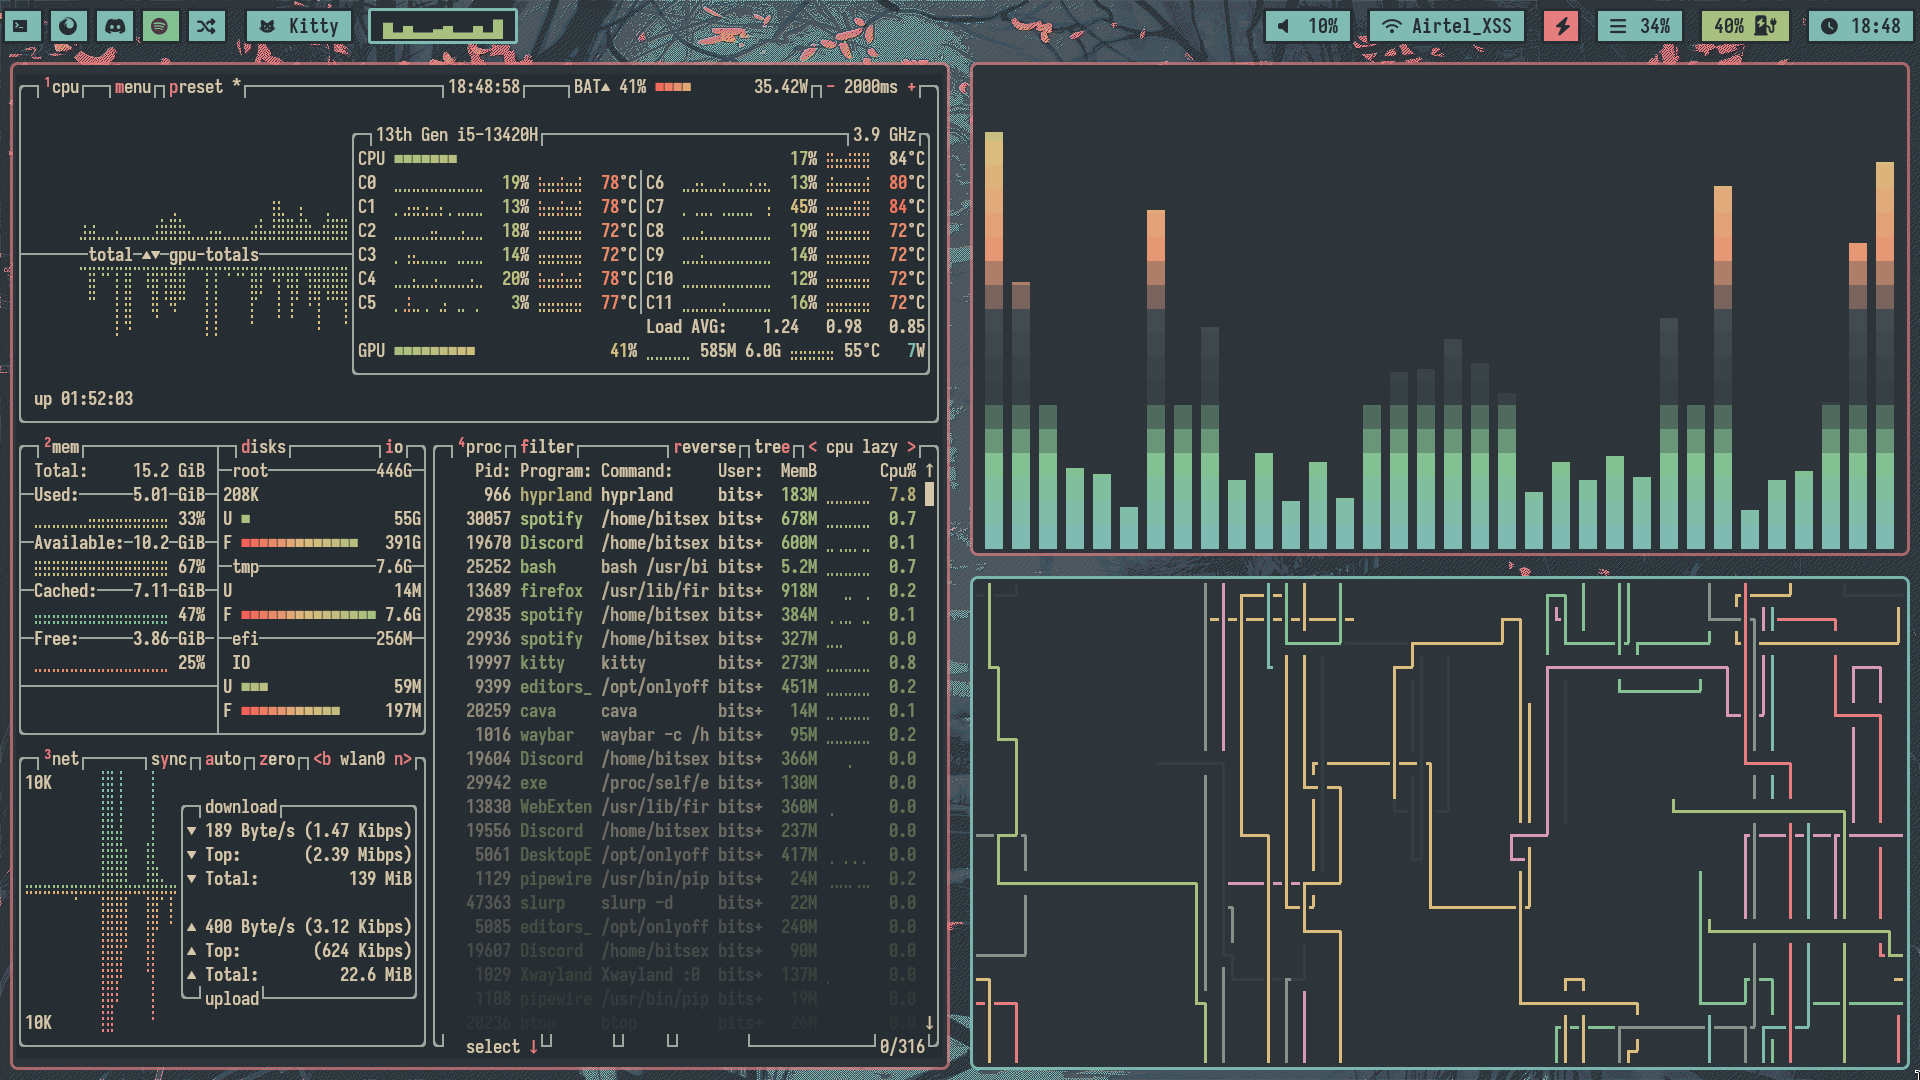 Kitty 10% Airtel_XSS 34% 40% 18:48
1cpu menu preset * 18:48:58 BAT▲ 41% 35.42W - 2000ms +
13th Gen i5-13420H 3.9 GHz
CPU 17% 84°C
C0 19% 78°C C6 13% 80°C
C1 13% 78°C C7 45% 84°C
C2 18% 72°C C8 19% 72°C
total ▲▼ gpu-totals C3 14% 72°C C9 14% 72°C
C4 20% 78°C C10 12% 72°C
C5 3% 77°C C11 16% 72°C
Load AVG: 1.24 0.98 0.85
GPU 41% 585M 6.0G 55°C 7W
up 01:52:03
2mem disks io
Total: 15.2 GiB root 446G
Used: 5.01 GiB 208K
33% U 55G
Available: 10.2 GiB F 391G
67% tmp 7.6G
Cached: 7.11 GiB U 14M
47% F 7.6G
Free: 3.86 GiB efi 256M
25% IO
U 59M
F 197M
3net sync auto zero <b wlan0 n>
10K
download
▼ 189 Byte/s (1.47 Kibps)
▼ Top: (2.39 Mibps)
▼ Total: 139 MiB
▲ 400 Byte/s (3.12 Kibps)
▲ Top: (624 Kibps)
▲ Total: 22.6 MiB
upload
10K
4proc filter reverse tree < cpu lazy >
Pid: Program: Command: User: MemB Cpu% ↑
966 hyprland hyprland bits+ 183M 7.8
30057 spotify /home/bitsex bits+ 678M 0.7
19670 Discord /home/bitsex bits+ 600M 0.1
25252 bash bash /usr/bi bits+ 5.2M 0.7
13689 firefox /usr/lib/fir bits+ 918M 0.2
29835 spotify /home/bitsex bits+ 384M 0.1
29936 spotify /home/bitsex bits+ 327M 0.0
19997 kitty kitty bits+ 273M 0.8
9399 editors_ /opt/onlyoff bits+ 451M 0.2
20259 cava cava bits+ 14M 0.1
1016 waybar waybar -c /h bits+ 95M 0.2
19604 Discord /home/bitsex bits+ 366M 0.0
29942 exe /proc/self/e bits+ 130M 0.0
13830 WebExten /usr/lib/fir bits+ 360M 0.0
19556 Discord /home/bitsex bits+ 237M 0.0
5061 DesktopE /opt/onlyoff bits+ 417M 0.0
1129 pipewire /usr/bin/pip bits+ 24M 0.2
47363 slurp slurp -d bits+ 22M 0.0
5085 editors_ /opt/onlyoff bits+ 240M 0.0
19607 Discord /home/bitsex bits+ 90M 0.0
1029 Xwayland Xwayland :0 bits+ 137M 0.0
1108 pipewire /usr/bin/pip bits+ 19M 0.0
20236 btop btop bits+ 26M 0.0 ↓
select ↓ 0/316